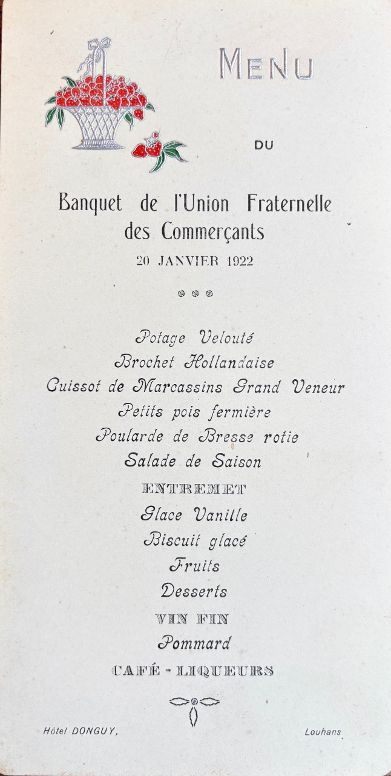 MENU
DU
Banquet de l'Union Fraternelle
des Commerçants
20 JANVIER 1922
Potage Velouté
Brochet Hollandaise
Cuissot de Marcassins Grand Veneur
Petits pois fermière
Poularde de Bresse rotie
Salade de Saison
ENTREMET
Glace Vanille
Biscuit glacé
Fruits
Desserts
VIN FIN
Pommard
CAFÉ - LIQUEURS
Hôtel DONGUY, Louhans